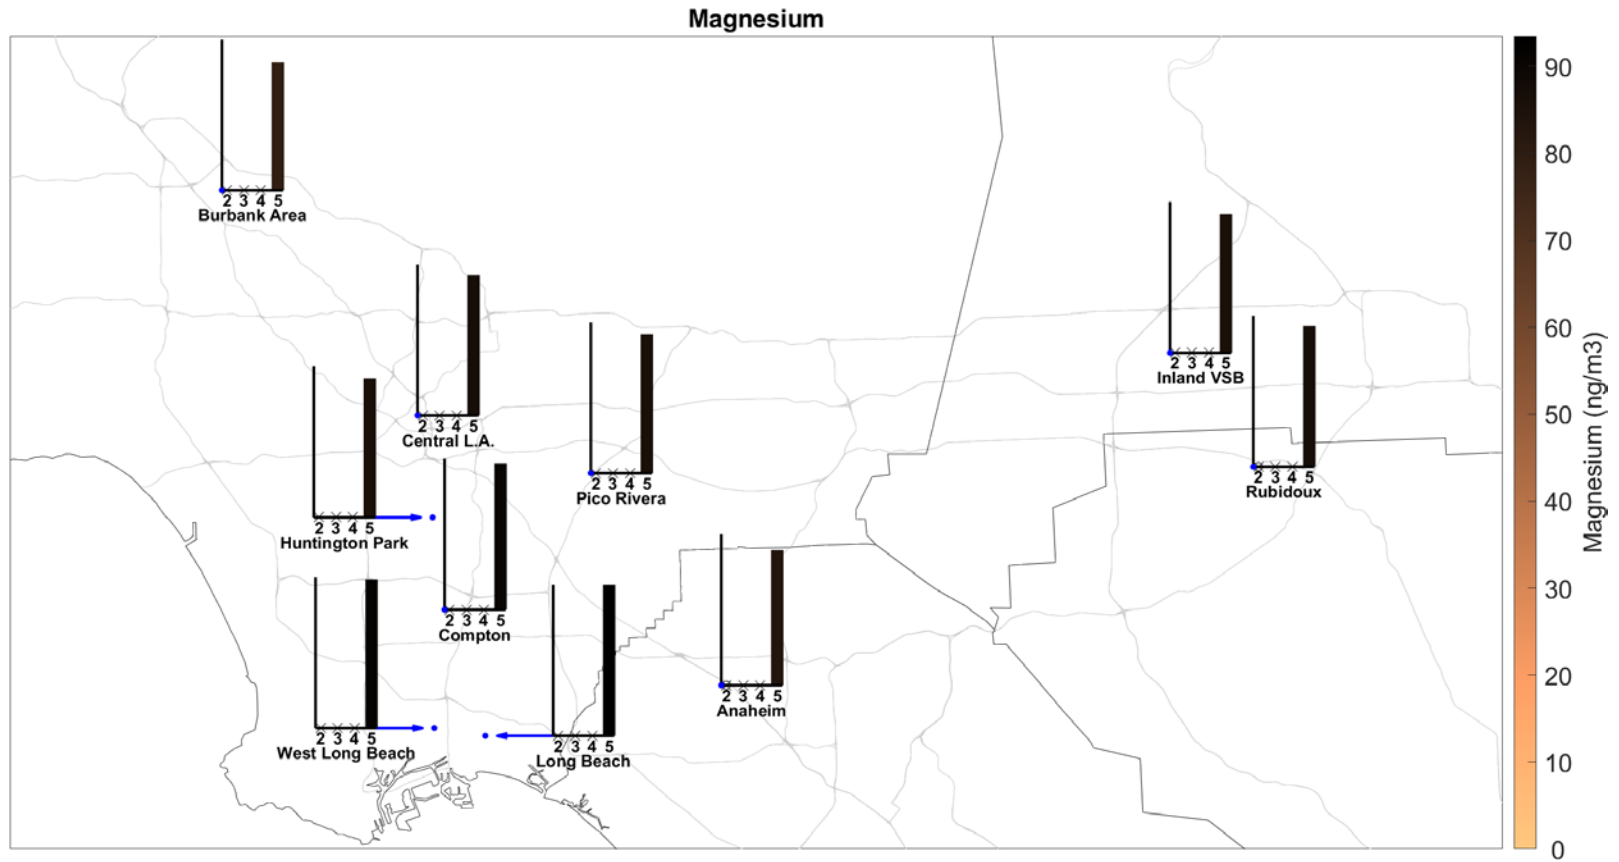 Magnesium
2 3 4 5
Burbank Area
2 3 4 5
Central L.A.
2 3 4 5
Pico Rivera
2 3 4 5
Inland VSB
2 3 4 5
Rubidoux
2 3 4 5
Huntington Park
2 3 4 5
Compton
2 3 4 5
West Long Beach
2 3 4 5
Long Beach
2 3 4 5
Anaheim
90
80
70
60
50
40
30
20
10
0
Magnesium (ng/m3)